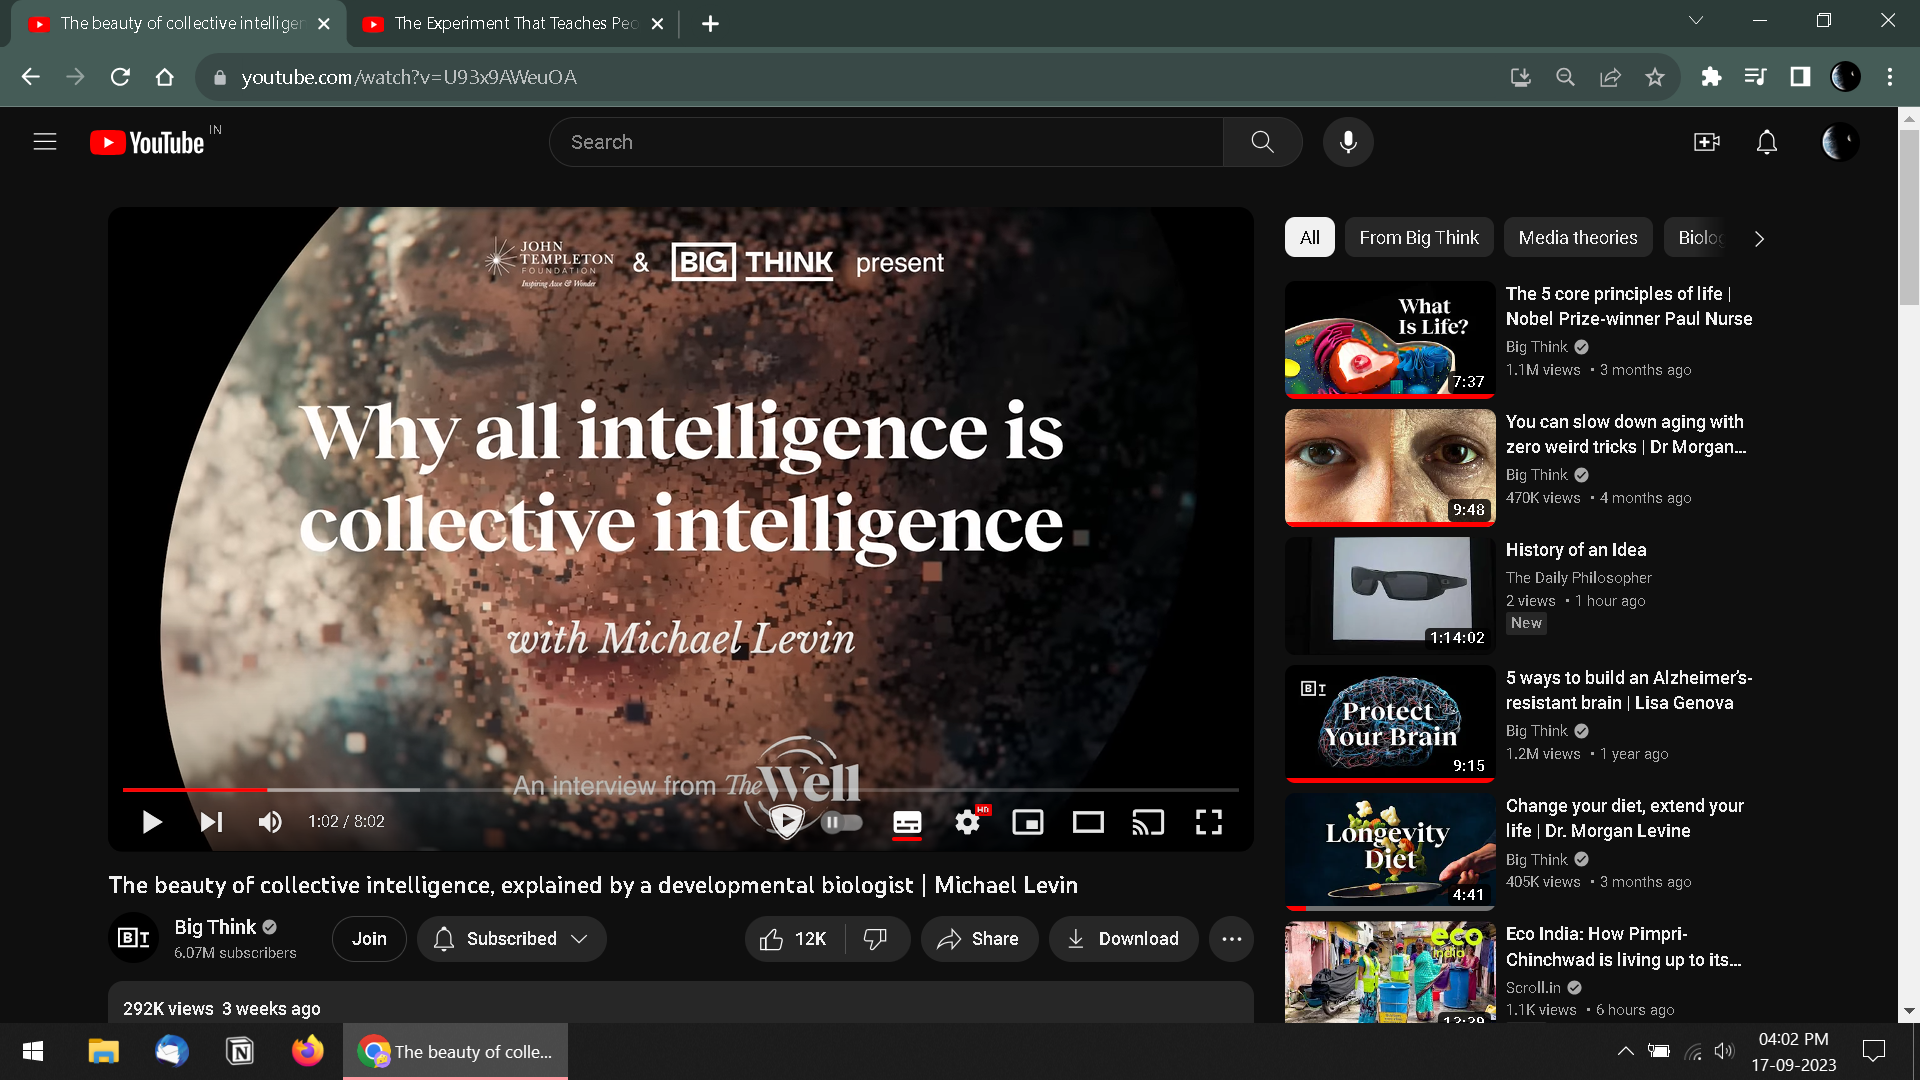 The beauty of collective intelligen
The Experiment That Teaches Peo
youtube.com/watch?v=U93x9AWeuOA
YouTube IN
Search
JOHN
TEMPLETON
FOUNDATION
Inspiring Awe & Wonder
& BIG THINK present
Why all intelligence is
collective intelligence
with Michael Levin
An interview from The Well
1:02 / 8:02
HD
The beauty of collective intelligence, explained by a developmental biologist | Michael Levin
BT
Big Think
6.07M subscribers
Join
Subscribed
12K
Share
Download
292K views 3 weeks ago
All
From Big Think
Media theories
Biolog
What
Is Life?
7:37
The 5 core principles of life |
Nobel Prize-winner Paul Nurse
Big Think
1.1M views • 3 months ago
9:48
You can slow down aging with
zero weird tricks | Dr Morgan...
Big Think
470K views • 4 months ago
1:14:02
History of an Idea
The Daily Philosopher
2 views • 1 hour ago
New
BT
Protect
Your Brain
9:15
5 ways to build an Alzheimer's-
resistant brain | Lisa Genova
Big Think
1.2M views • 1 year ago
Longevity
Diet
4:41
Change your diet, extend your
life | Dr. Morgan Levine
Big Think
405K views • 3 months ago
eco
india
13:39
Eco India: How Pimpri-
Chinchwad is living up to its...
Scroll.in
1.1K views • 6 hours ago
The beauty of colle...
04:02 PM
17-09-2023